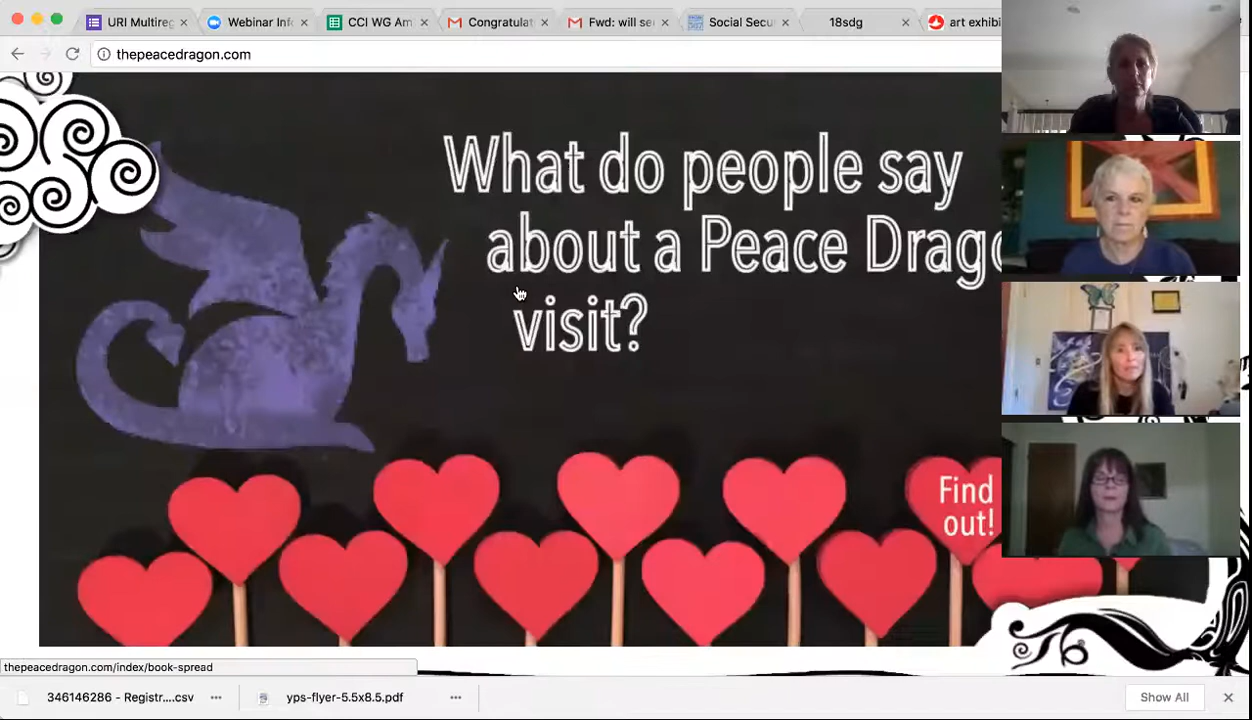 URI Multireg
Webinar Info
CCI WG Am
Congratulat
Fwd: will se
Social Secu
18sdg
art exhibi
thepeacedragon.com
What do people say
about a Peace Drago
visit?
Find
out!
thepeacedragon.com/index/book-spread
346146286 - Registr....csv
yps-flyer-5.5x8.5.pdf
Show All